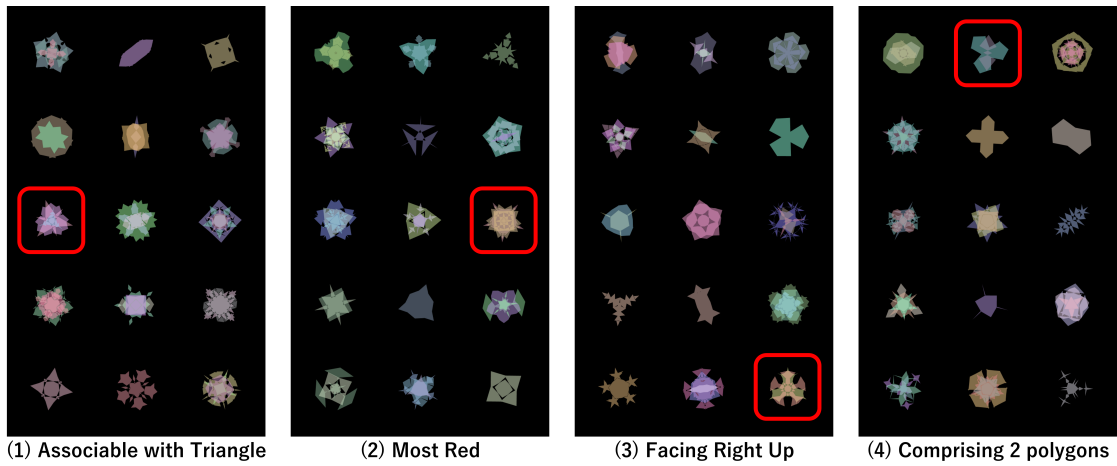 (1) Associable with Triangle
(2) Most Red
(3) Facing Right Up
(4) Comprising 2 polygons